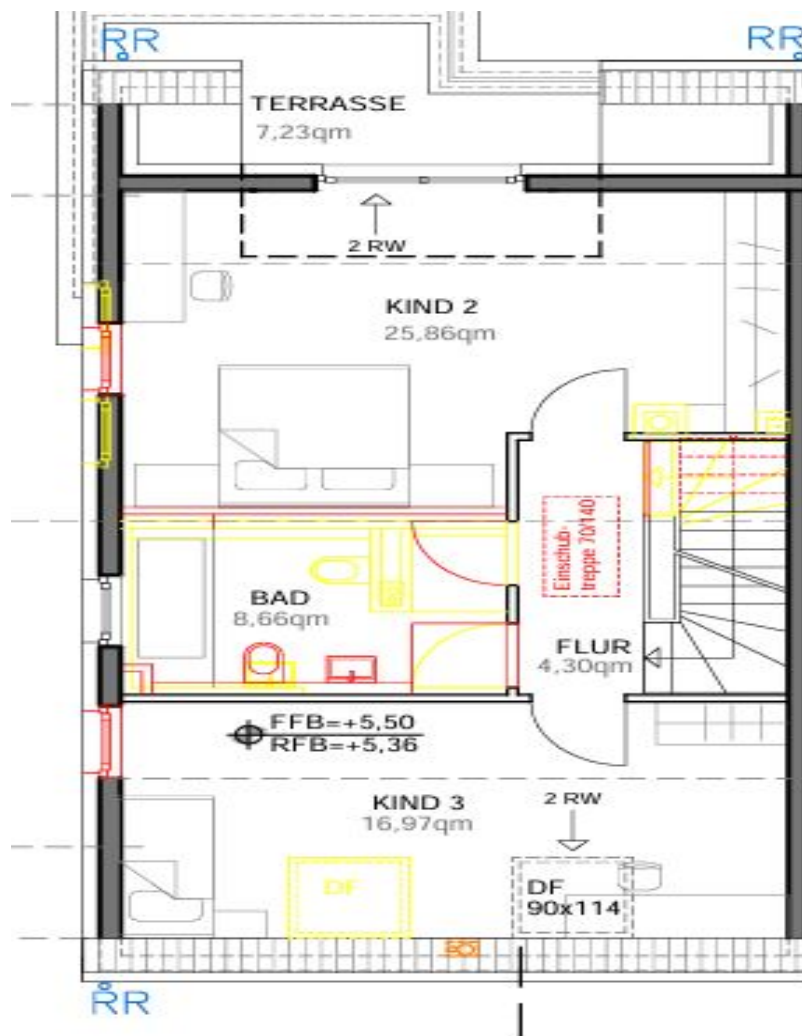 RR
RR
TERRASSE
7,23qm
2 RW
KIND 2
25,86qm
Einschub-
treppe 70/140
BAD
8,66qm
FLUR
4,30qm
FFB=+5,50
RFB=+5,36
KIND 3
16,97qm
2 RW
DF
DF
90x114
RR